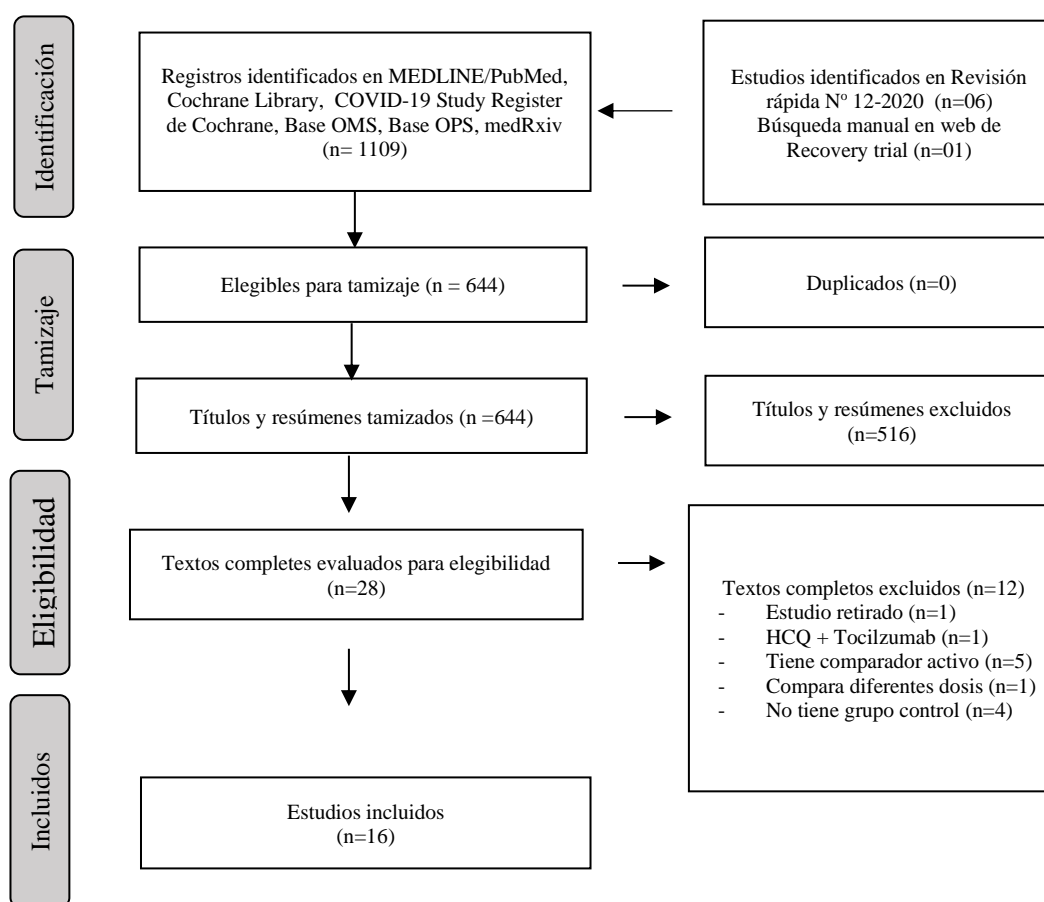 Identificación
Registros identificados en MEDLINE/PubMed,
Cochrane Library, COVID-19 Study Register
de Cochrane, Base OMS, Base OPS, medRxiv
(n= 1109)
Estudios identificados en Revisión
rápida Nº 12-2020 (n=06)
Búsqueda manual en web de
Recovery trial (n=01)
Tamizaje
Elegibles para tamizaje (n = 644)
Duplicados (n=0)
Títulos y resúmenes tamizados (n =644)
Títulos y resúmenes excluidos
(n=516)
Eligibilidad
Textos completes evaluados para elegibilidad
(n=28)
Textos completos excluidos (n=12)
- Estudio retirado (n=1)
- HCQ + Tocilzumab (n=1)
- Tiene comparador activo (n=5)
- Compara diferentes dosis (n=1)
- No tiene grupo control (n=4)
Incluidos
Estudios incluidos
(n=16)